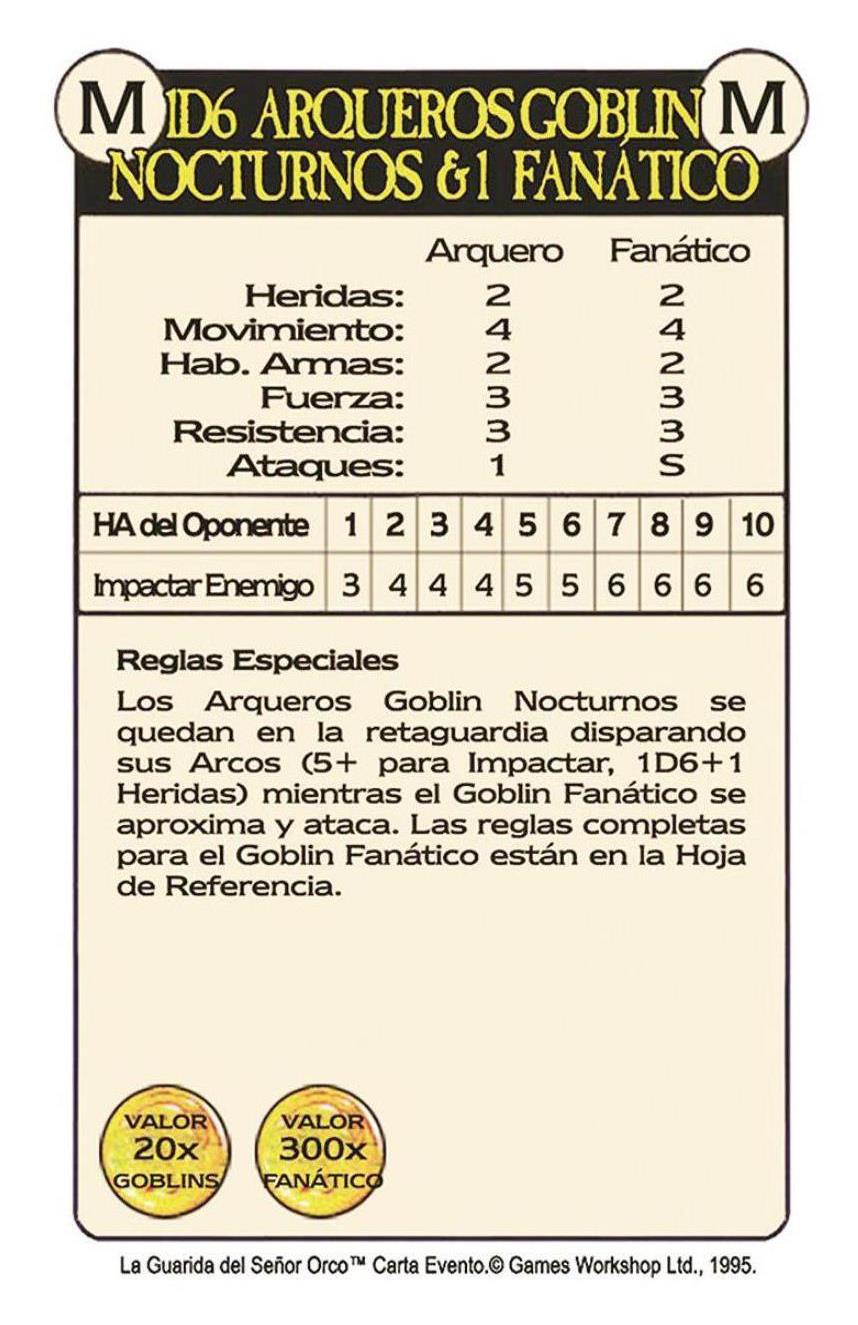 M 1D6 ARQUEROS GOBLIN M
NOCTURNOS & 1 FANÁTICO
Arquero Fanático
Heridas: 2 2
Movimiento: 4 4
Hab. Armas: 2 2
Fuerza: 3 3
Resistencia: 3 3
Ataques: 1 S
HA del Oponente 1 2 3 4 5 6 7 8 9 10
Impactar Enemigo 3 4 4 4 5 5 6 6 6 6
Reglas Especiales
Los Arqueros Goblin Nocturnos se
quedan en la retaguardia disparando
sus Arcos (5+ para Impactar, 1D6+1
Heridas) mientras el Goblin Fanático se
aproxima y ataca. Las reglas completas
para el Goblin Fanático están en la Hoja
de Referencia.
VALOR VALOR
20x 300x
GOBLINS FANÁTICO
La Guarida del Señor Orco™ Carta Evento.© Games Workshop Ltd., 1995.